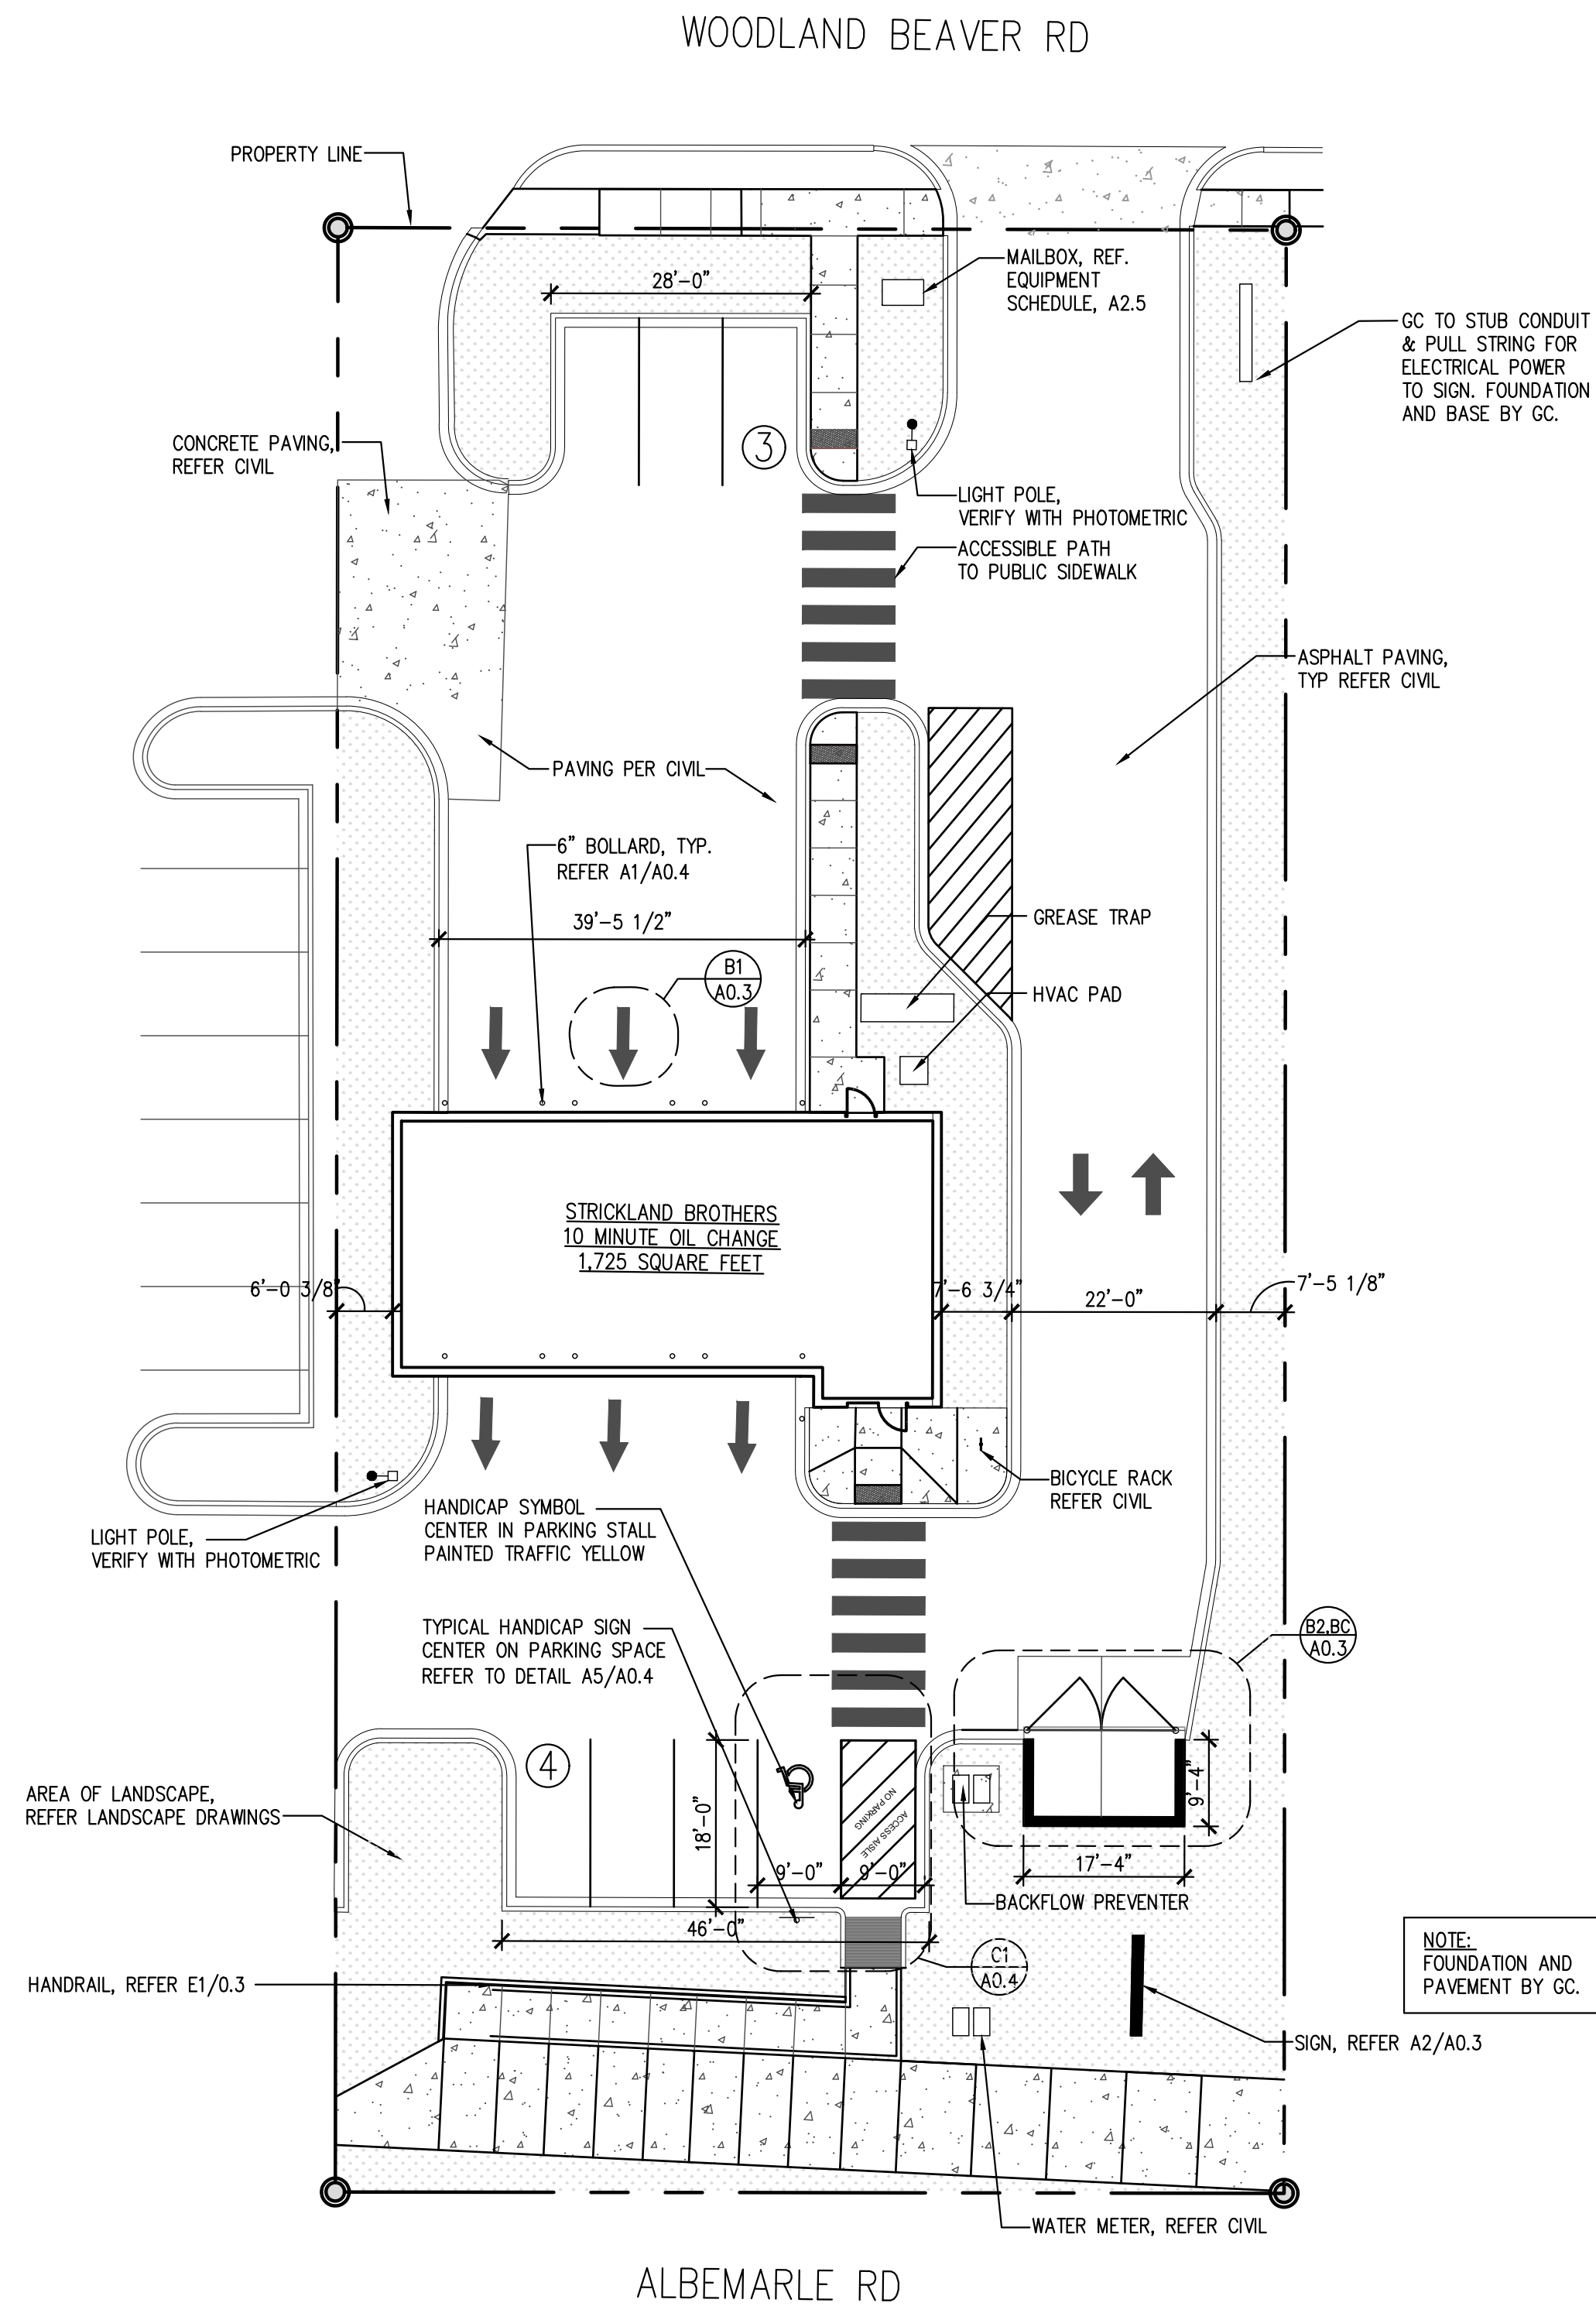 WOODLAND BEAVER RD
PROPERTY LINE
28'-0"
MAILBOX, REF.
EQUIPMENT
SCHEDULE, A2.5
GC TO STUB CONDUIT
& PULL STRING FOR
ELECTRICAL POWER
TO SIGN. FOUNDATION
AND BASE BY GC.
CONCRETE PAVING,
REFER CIVIL
3
LIGHT POLE,
VERIFY WITH PHOTOMETRIC
ACCESSIBLE PATH
TO PUBLIC SIDEWALK
ASPHALT PAVING,
TYP REFER CIVIL
PAVING PER CIVIL
6" BOLLARD, TYP.
REFER A1/A0.4
39'-5 1/2"
GREASE TRAP
B1
A0.3
HVAC PAD
STRICKLAND BROTHERS
10 MINUTE OIL CHANGE
1,725 SQUARE FEET
6'-0 3/8"
7'-6 3/4"
22'-0"
7'-5 1/8"
BICYCLE RACK
REFER CIVIL
HANDICAP SYMBOL
CENTER IN PARKING STALL
PAINTED TRAFFIC YELLOW
LIGHT POLE,
VERIFY WITH PHOTOMETRIC
TYPICAL HANDICAP SIGN
CENTER ON PARKING SPACE
REFER TO DETAIL A5/A0.4
B2,BC
A0.3
4
AREA OF LANDSCAPE,
REFER LANDSCAPE DRAWINGS
18'-0"
NO PARKING
ACCESS AISLE
9'-4"
9'-0"
9'-0"
17'-4"
BACKFLOW PREVENTER
46'-0"
C1
A0.4
NOTE:
FOUNDATION AND
PAVEMENT BY GC.
HANDRAIL, REFER E1/0.3
SIGN, REFER A2/A0.3
WATER METER, REFER CIVIL
ALBEMARLE RD